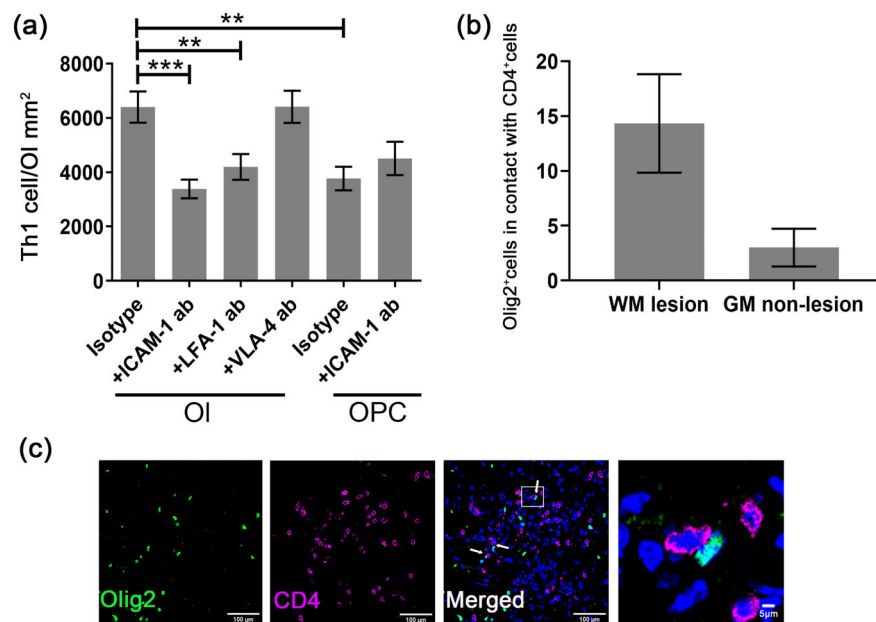 (a)
**
**
***
Th1 cell/Ol mm²
8000
6000
4000
2000
0
Isotype
+ICAM-1 ab
+LFA-1 ab
+VLA-4 ab
Isotype
+ICAM-1 ab
Ol
OPC
(b)
Olig2⁺cells in contact with CD4⁺cells
20
15
10
5
0
WM lesion
GM non-lesion
(c)
Olig2
100 µm
CD4
100 µm
Merged
100 µm
5µm